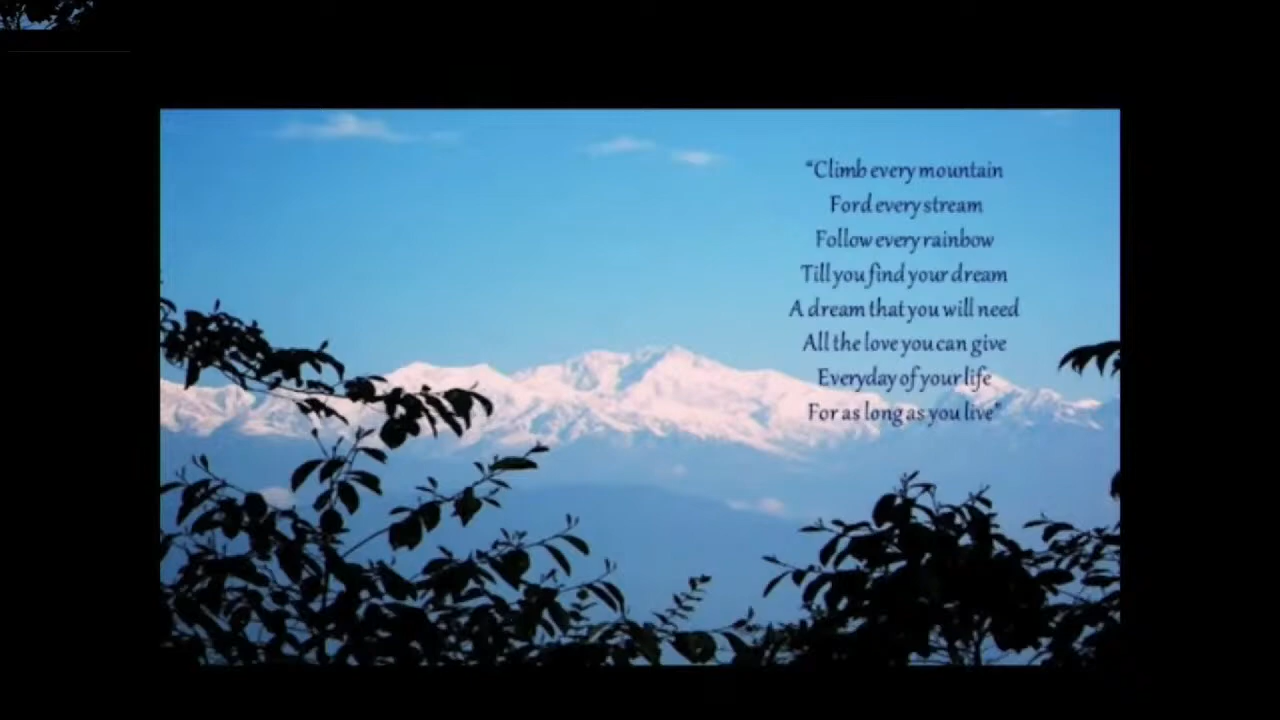 “Climb every mountain
Ford every stream
Follow every rainbow
Till you find your dream
A dream that you will need
All the love you can give
Everyday of your life
For as long as you live”